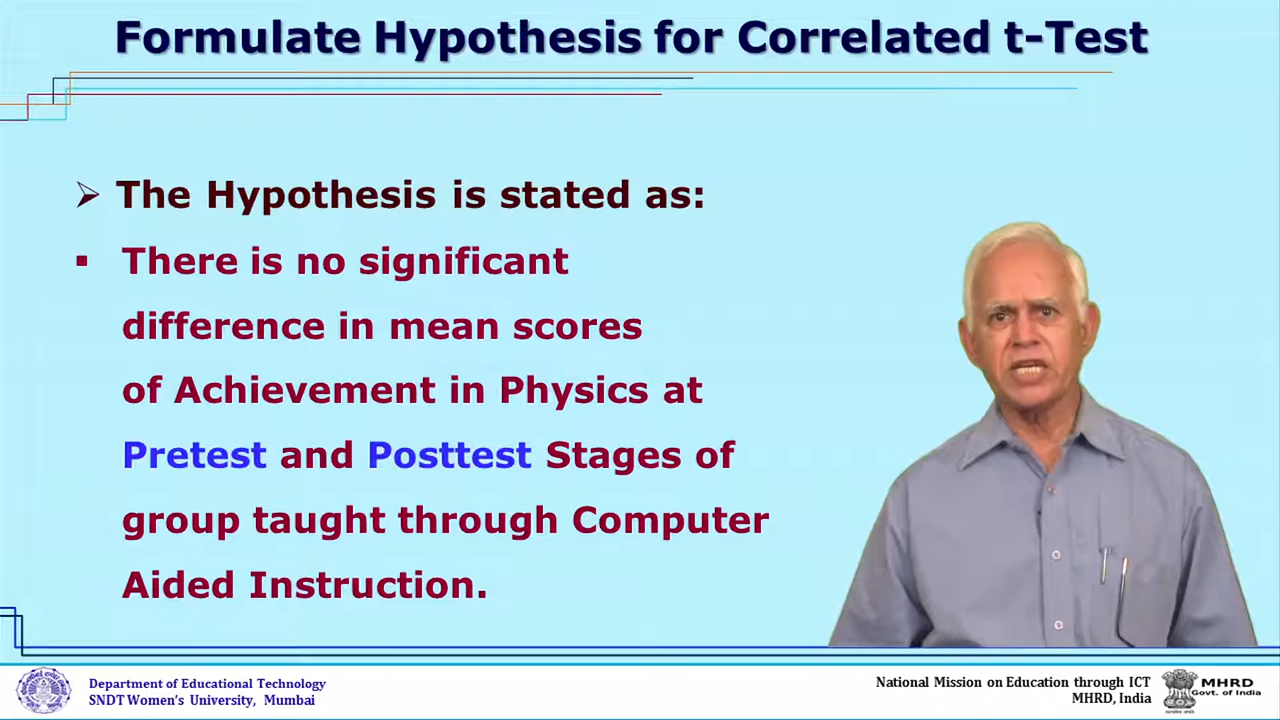 Formulate Hypothesis for Correlated t-Test
The Hypothesis is stated as:
There is no significant
difference in mean scores
of Achievement in Physics at
Pretest and Posttest Stages of
group taught through Computer
Aided Instruction.
Department of Educational Technology
SNDT Women's University, Mumbai
National Mission on Education through ICT
MHRD, India
MHRD
Govt. of India